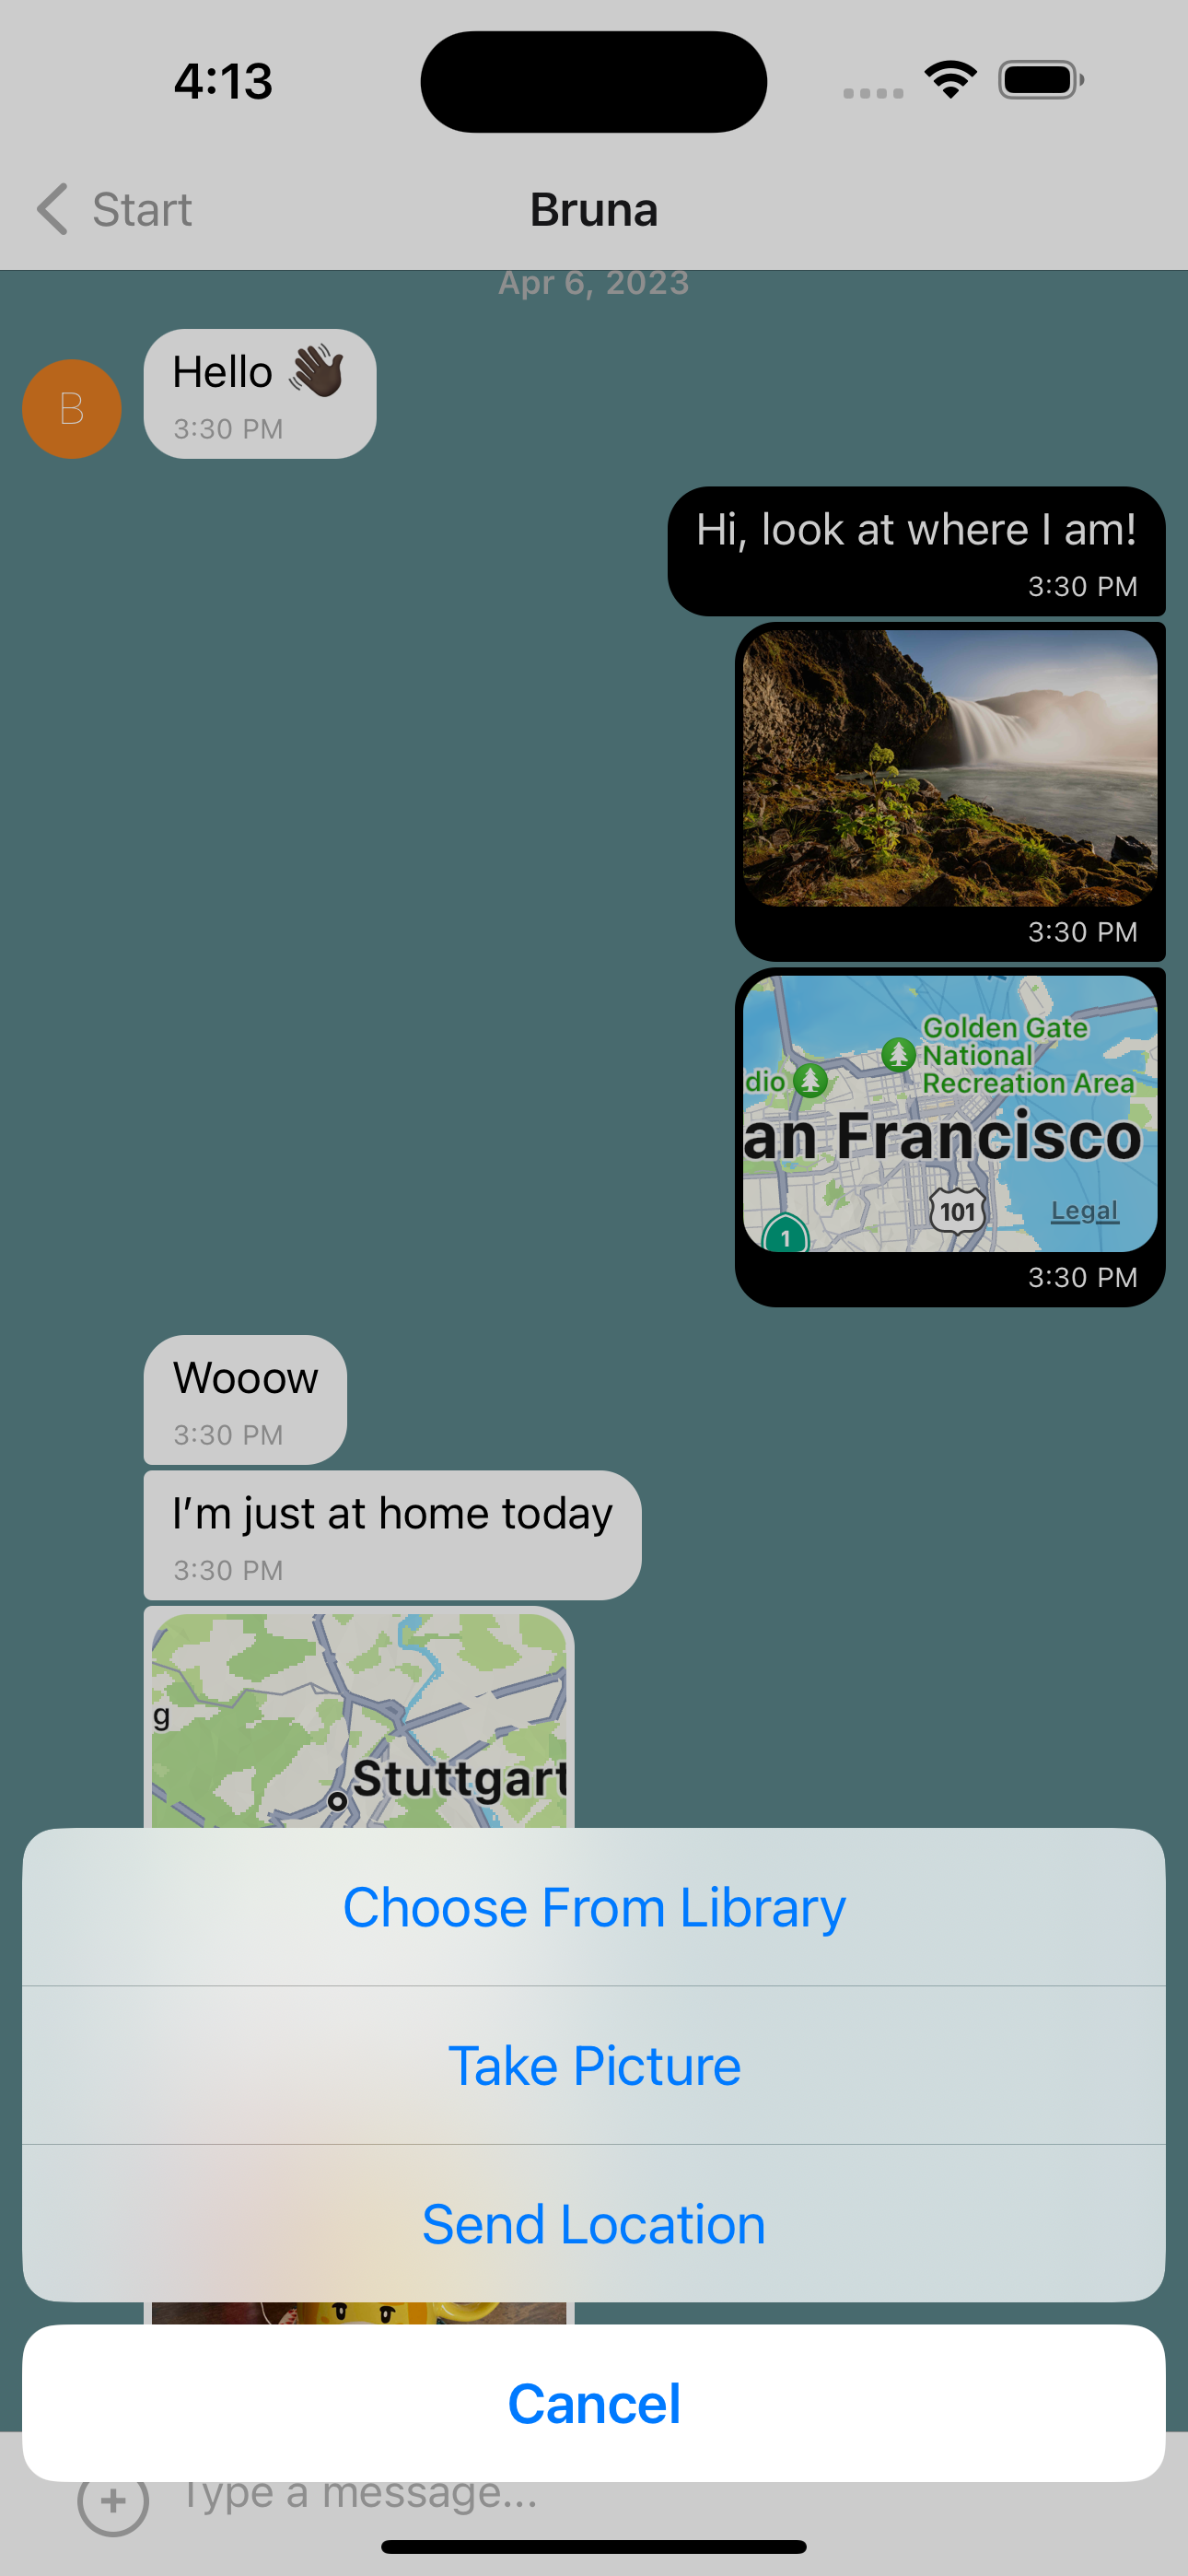 4:13
Start
Bruna
Apr 6, 2023
B
Hello 👋🏿
3:30 PM
Hi, look at where I am!
3:30 PM
3:30 PM
Golden Gate
National
dio
Recreation Area
an Francisco
101
Legal
1
3:30 PM
Wooow
3:30 PM
I’m just at home today
3:30 PM
g
Stuttgart
Choose From Library
Take Picture
Send Location
Cancel
Type a message...